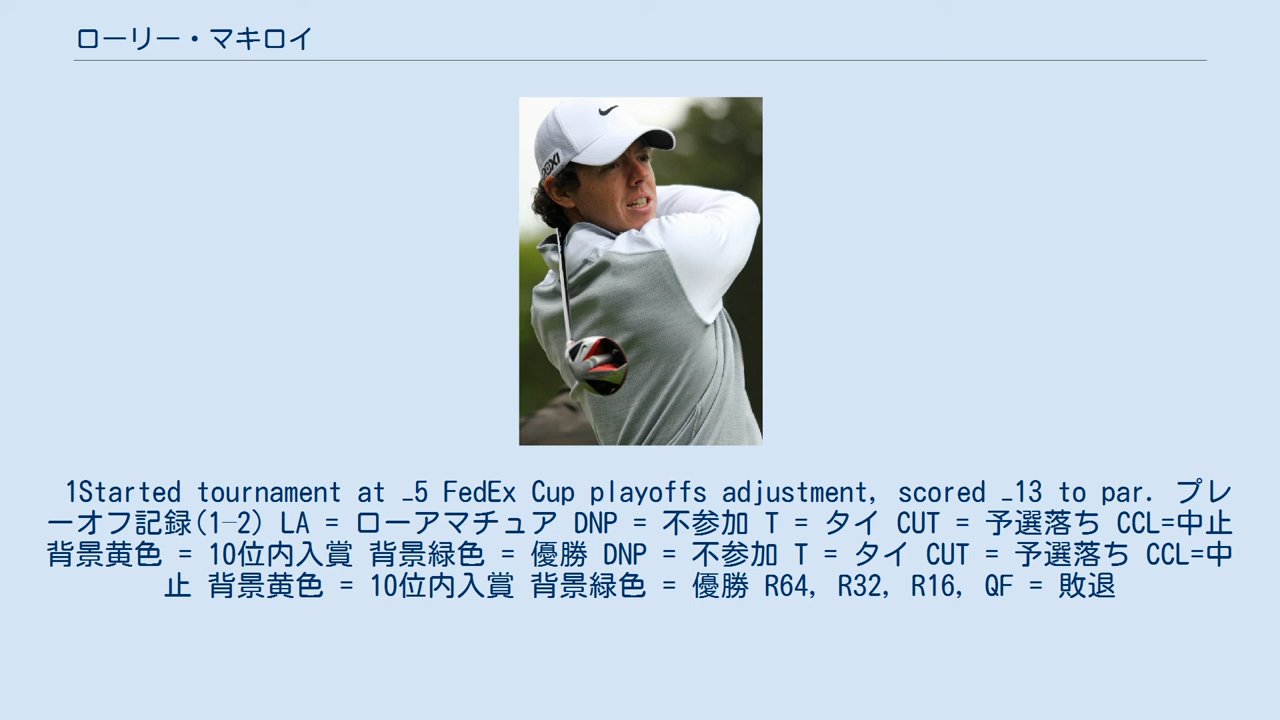 ローリー・マキロイ
1Started tournament at −5 FedEx Cup playoffs adjustment, scored −13 to par. プレ
ーオフ記録(1–2) LA = ローアマチュア DNP = 不参加 T = タイ CUT = 予選落ち CCL=中止
背景黄色 = 10位内入賞 背景緑色 = 優勝 DNP = 不参加 T = タイ CUT = 予選落ち CCL=中
止 背景黄色 = 10位内入賞 背景緑色 = 優勝 R64, R32, R16, QF = 敗退